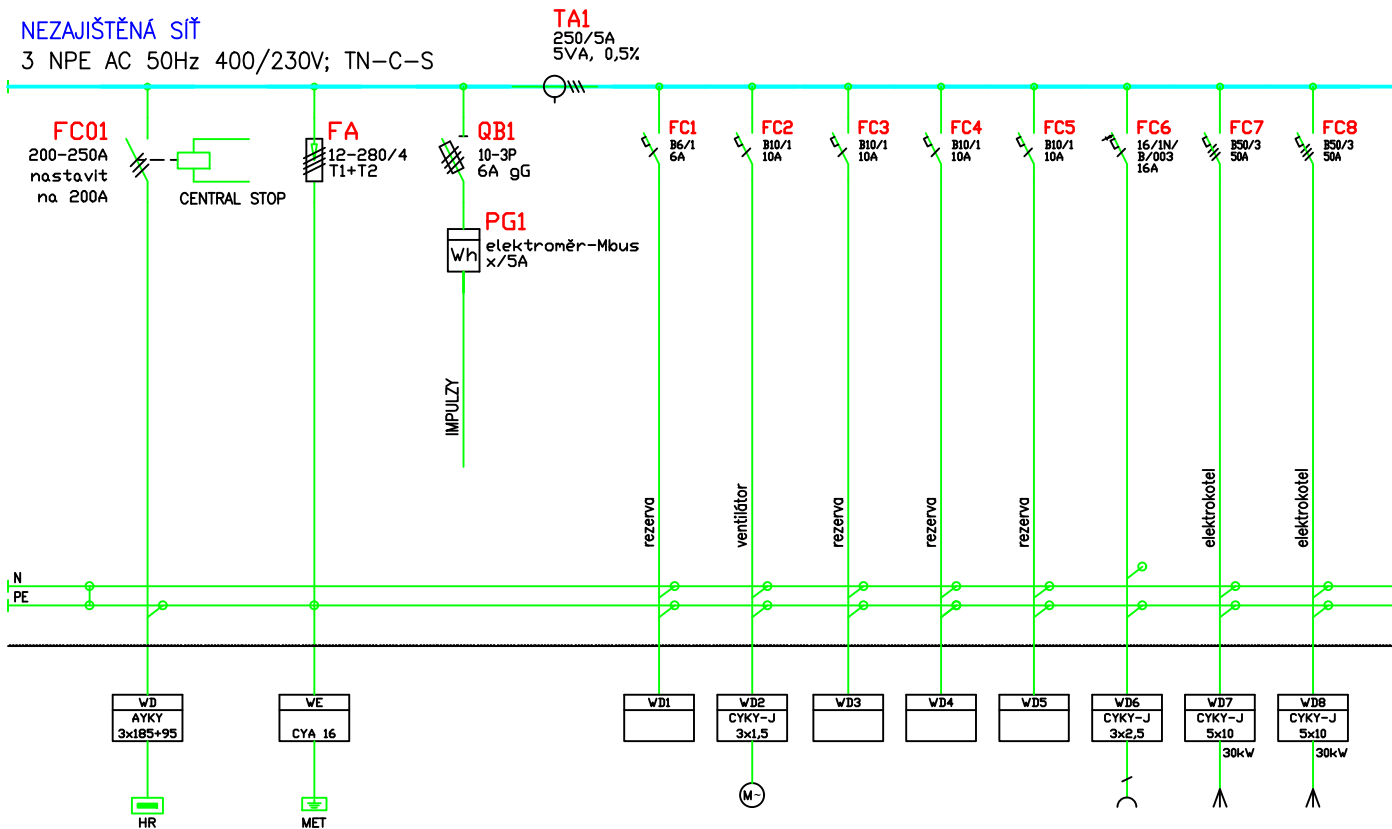 NEZAJIŠTĚNÁ SÍŤ
3 NPE AC 50Hz 400/230V; TN-C-S
TA1
250/5A
5VA, 0,5%
FC01
200-250A
nastavit
na 200A
CENTRAL STOP
FA
12-280/4
T1+T2
QB1
10-3P
6A gG
PG1
Wh
elektroměr-Mbus
x/5A
IMPULZY
FC1
B6/1
6A
FC2
B10/1
10A
FC3
B10/1
10A
FC4
B10/1
10A
FC5
B10/1
10A
FC6
16/1N/
B/003
16A
FC7
B50/3
50A
FC8
B50/3
50A
rezerva
ventilátor
rezerva
rezerva
rezerva
elektrokotel
elektrokotel
N
PE
WD
AYKY
3x185+95
HR
WE
CYA 16
MET
WD1
WD2
CYKY-J
3x1,5
M~
WD3
WD4
WD5
WD6
CYKY-J
3x2,5
WD7
CYKY-J
5x10
30kW
WD8
CYKY-J
5x10
30kW